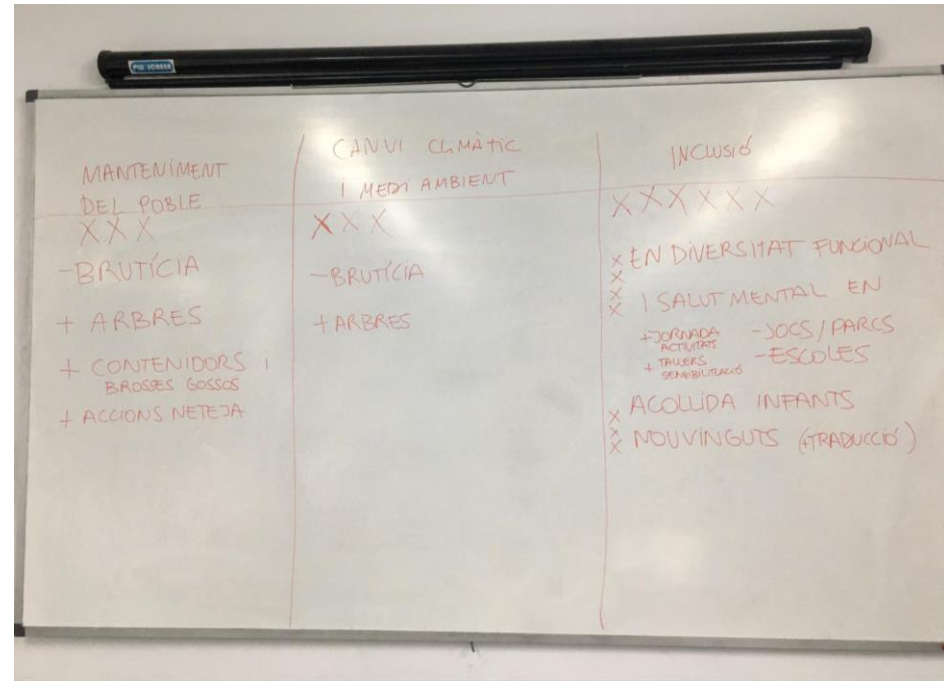 MANTENIMENT
DEL POBLE
XXX
-BRUTÍCIA
+ ARBRES
+ CONTENIDORS I
BROSSES GOSSOS
+ ACCIONS NETEJA
CANVI CLIMÀTIC
I MEDI AMBIENT
XXX
-BRUTÍCIA
+ARBRES
INCLUSIÓ
XXXXXX
x EN DIVERSITAT FUNCIONAL
x
x I SALUT MENTAL EN
x
+JORNADA
ACTIVITATS
+ TALLERS
SENSIBILITZACIÓ
-JOCS/PARCS
-ESCOLES
x ACOLLIDA INFANTS
x
x NOUVINGUTS (+TRADUCCIÓ)